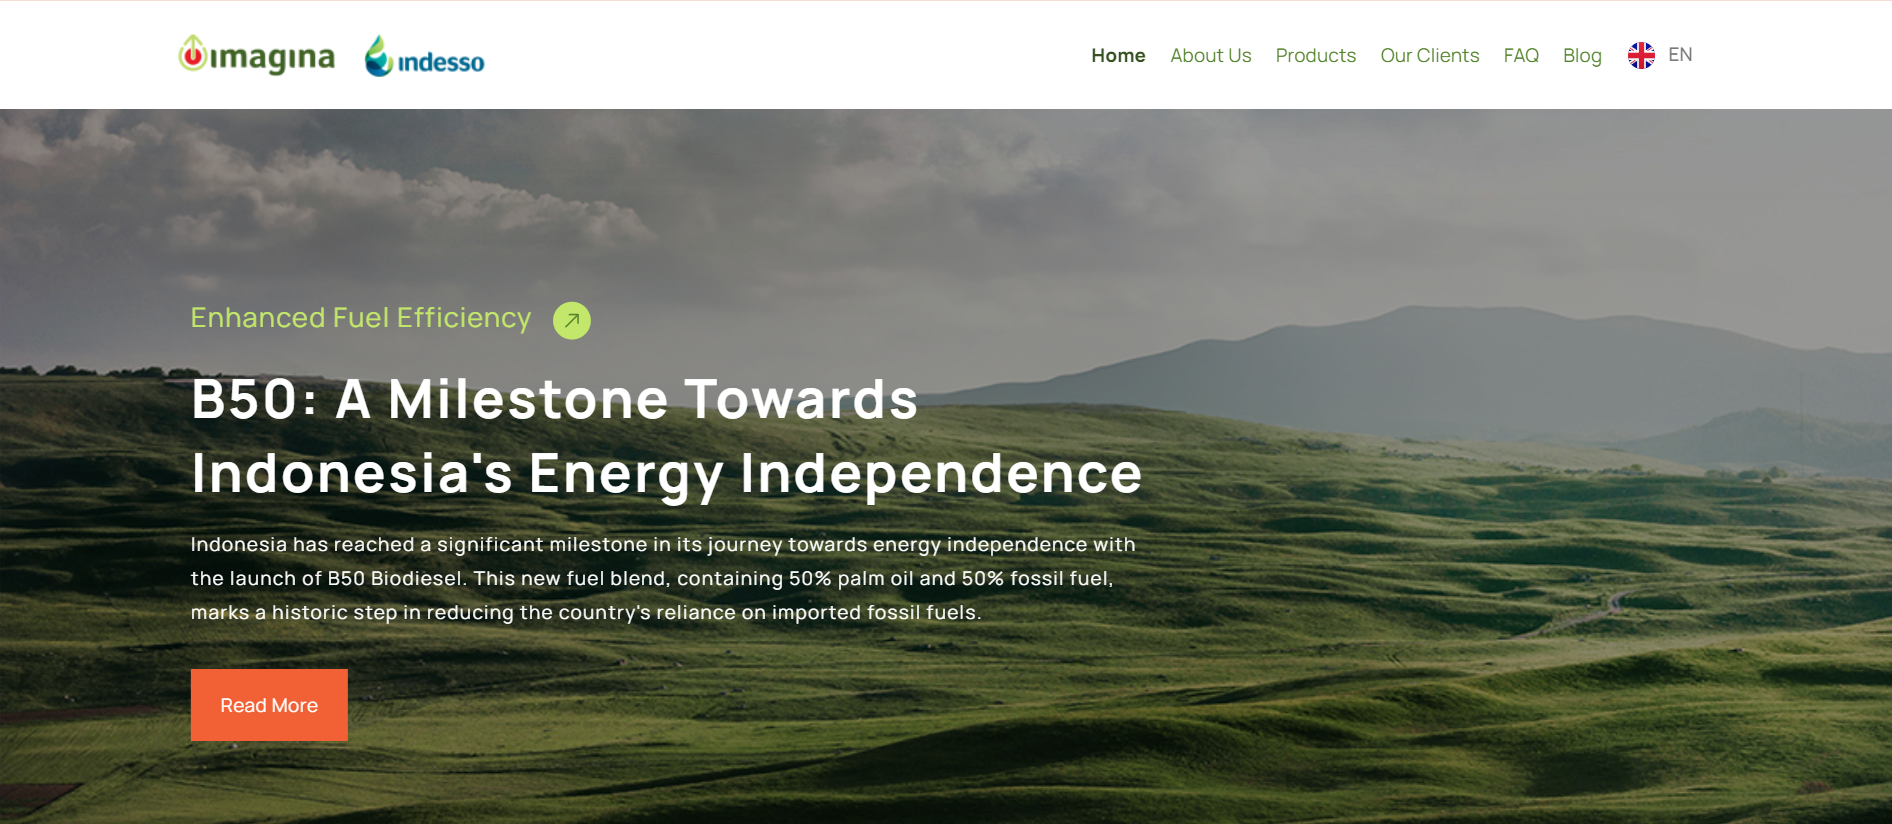 imagina
indesso
Home
About Us
Products
Our Clients
FAQ
Blog
EN
Enhanced Fuel Efficiency
B50: A Milestone Towards
Indonesia's Energy Independence
Indonesia has reached a significant milestone in its journey towards energy independence with
the launch of B50 Biodiesel. This new fuel blend, containing 50% palm oil and 50% fossil fuel,
marks a historic step in reducing the country's reliance on imported fossil fuels.
Read More